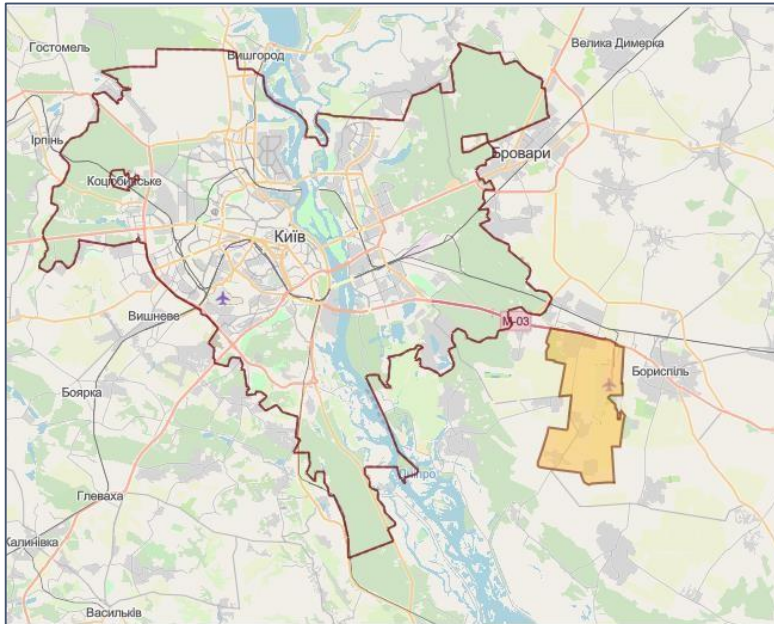 Гостомель
Вишгород
Велика Димерка
Ірпінь
Бровари
Коцюбинське
Київ
Вишневе
М-03
Бориспіль
Боярка
Дніпро
Глеваха
Калинівка
Васильків